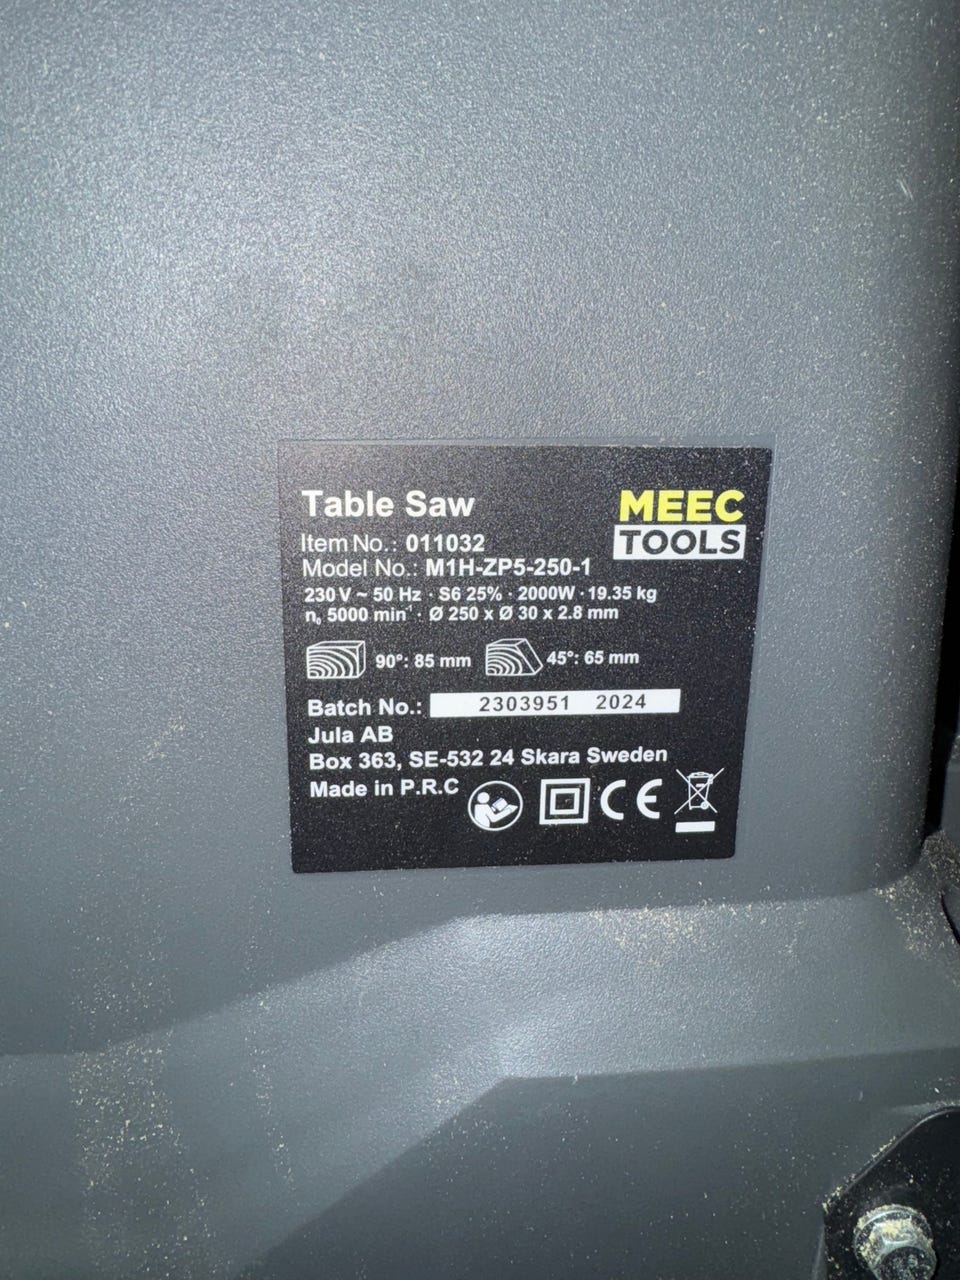 Table Saw
MEEC
TOOLS
Item No.: 011032
Model No.: M1H-ZP5-250-1
230 V ~ 50 Hz · S6 25% · 2000W · 19.35 kg
n₀ 5000 min⁻¹ · Ø 250 x Ø 30 x 2.8 mm
90°: 85 mm 45°: 65 mm
Batch No.: 2303951 2024
Jula AB
Box 363, SE-532 24 Skara Sweden
Made in P.R.C
CE